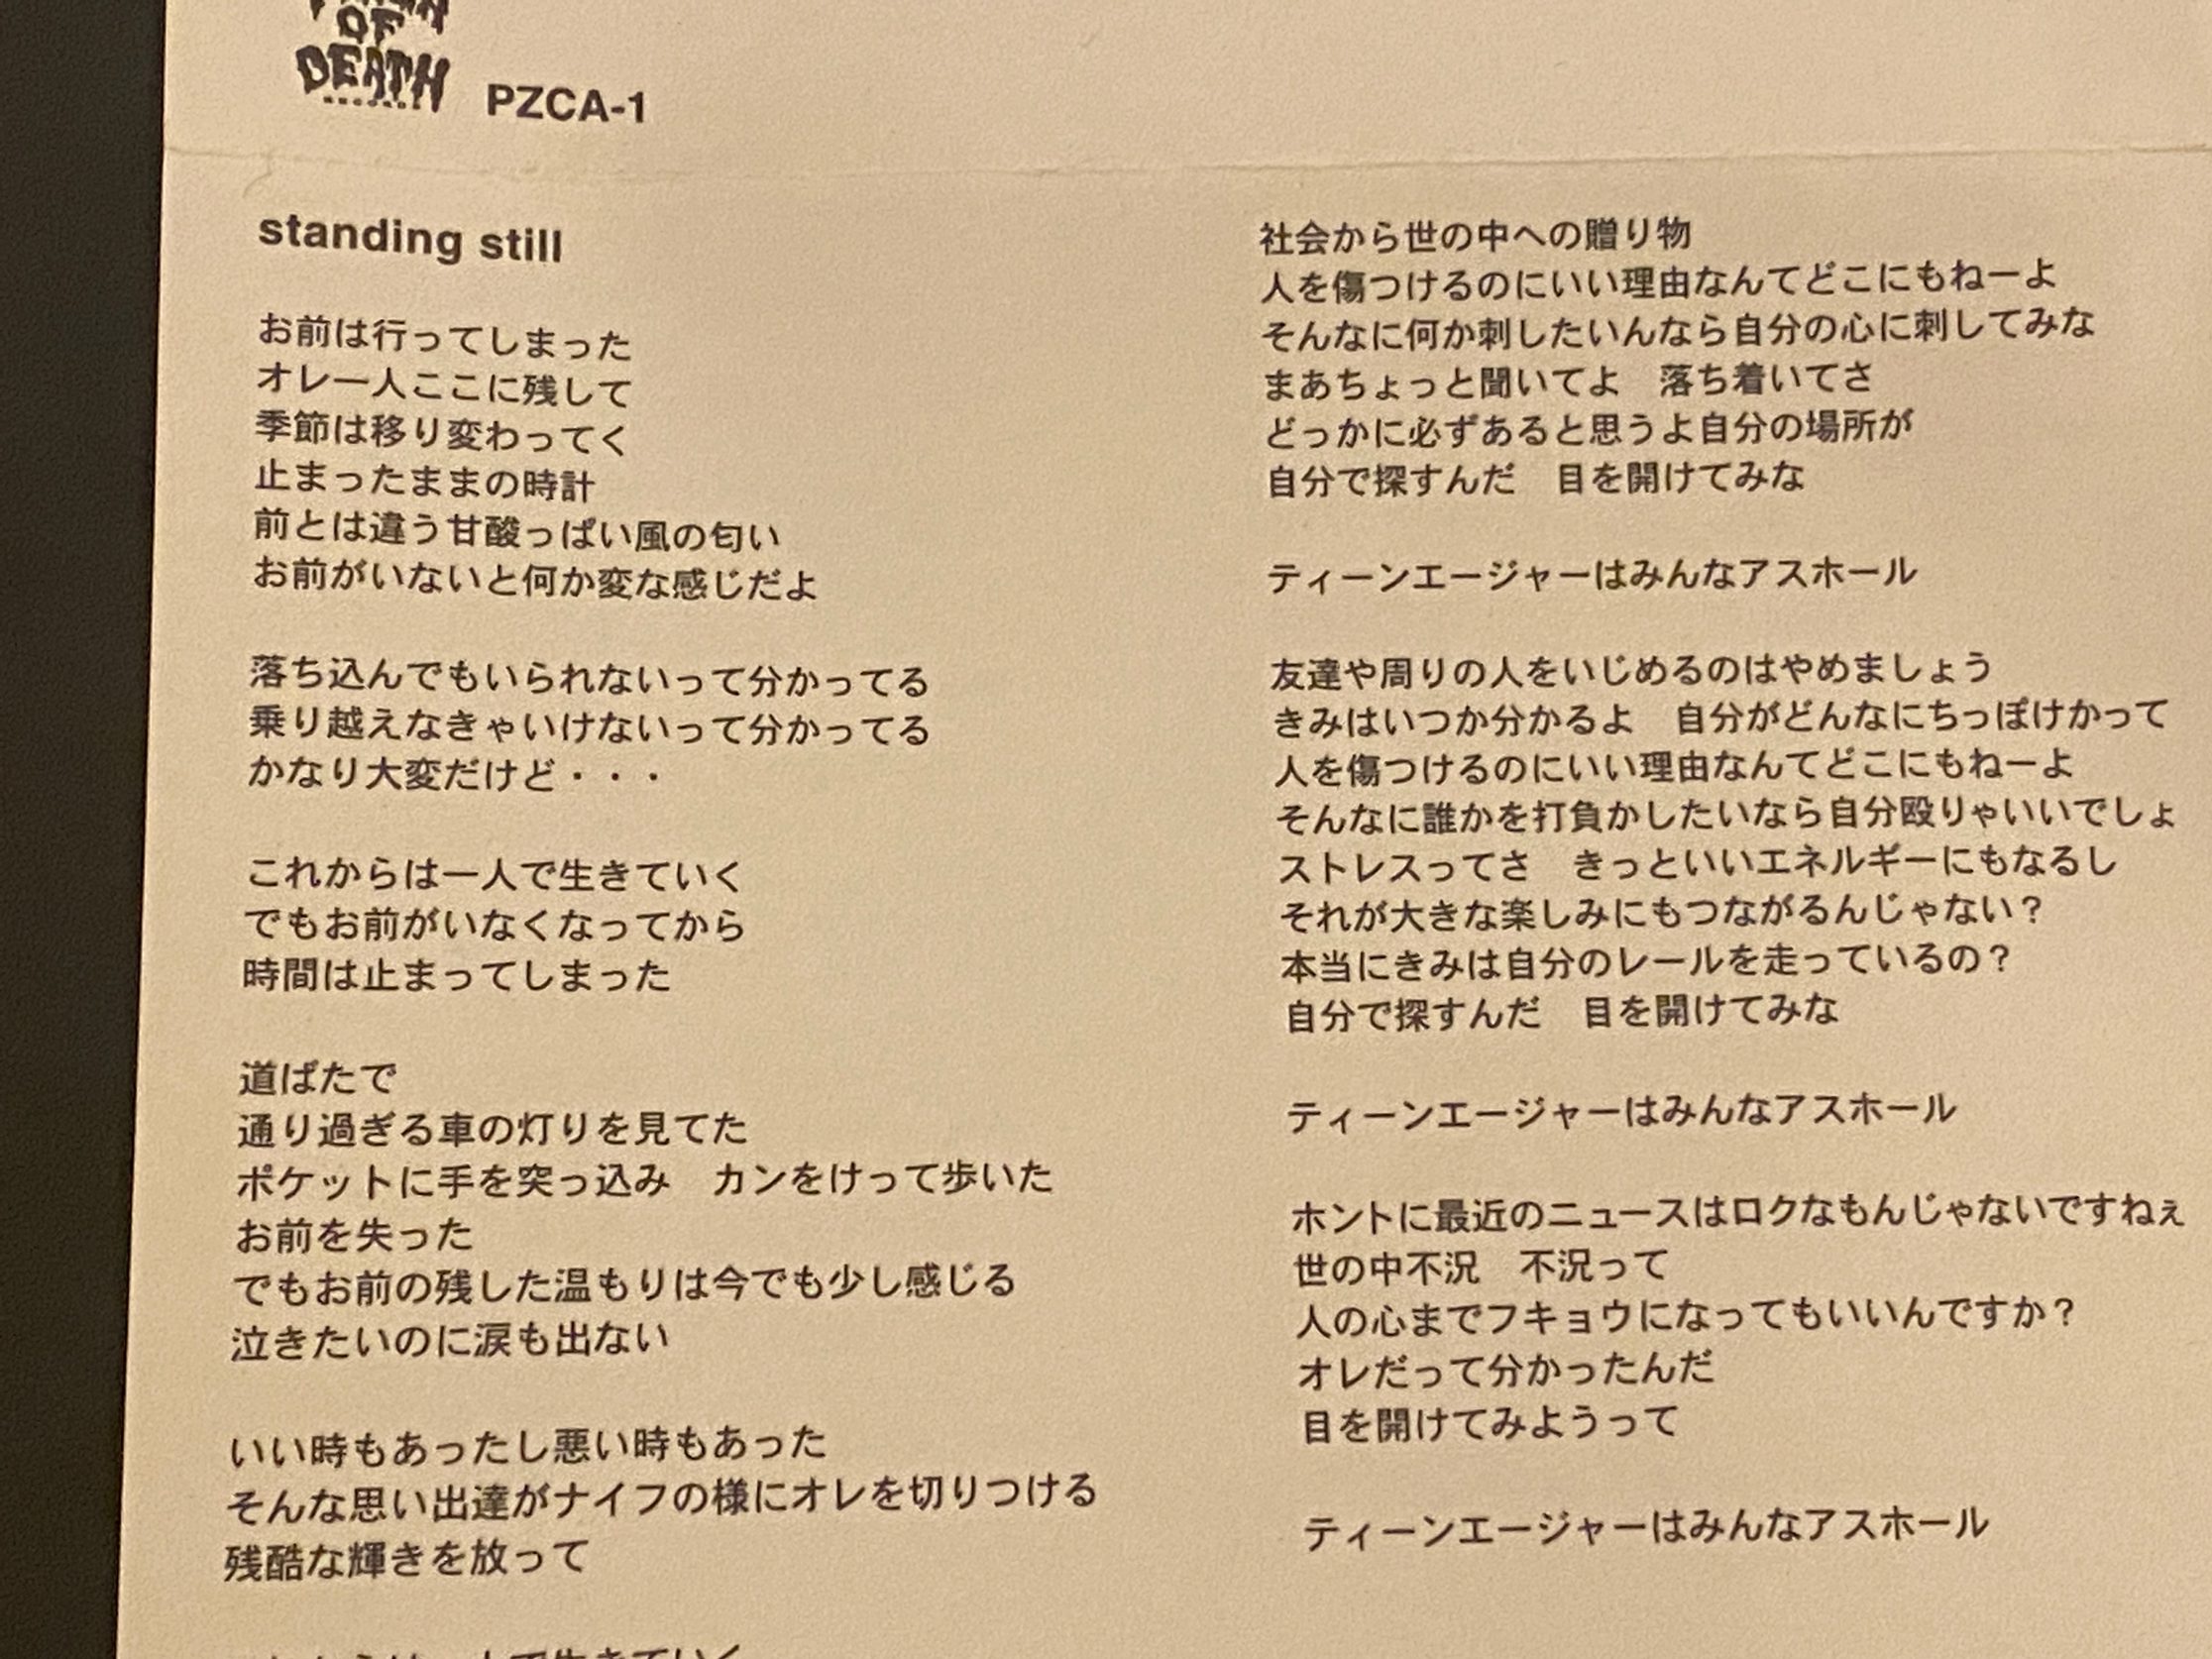 OF
DEATH
PZCA-1
standing still
お前は行ってしまった
オレ一人ここに残して
季節は移り変わってく
止まったままの時計
前とは違う甘酸っぱい風の匂い
お前がいないと何か変な感じだよ
落ち込んでもいられないって分かってる
乗り越えなきゃいけないって分かってる
かなり大変だけど・・・
これからは一人で生きていく
でもお前がいなくなってから
時間は止まってしまった
道ばたで
通り過ぎる車の灯りを見てた
ポケットに手を突っ込み　カンをけって歩いた
お前を失った
でもお前の残した温もりは今でも少し感じる
泣きたいのに涙も出ない
いい時もあったし悪い時もあった
そんな思い出達がナイフの様にオレを切りつける
残酷な輝きを放って
社会から世の中への贈り物
人を傷つけるのにいい理由なんてどこにもねーよ
そんなに何か刺したいんなら自分の心に刺してみな
まあちょっと聞いてよ　落ち着いてさ
どっかに必ずあると思うよ自分の場所が
自分で探すんだ　目を開けてみな
ティーンエージャーはみんなアスホール
友達や周りの人をいじめるのはやめましょう
きみはいつか分かるよ　自分がどんなにちっぽけかって
人を傷つけるのにいい理由なんてどこにもねーよ
そんなに誰かを打負かしたいなら自分殴りゃいいでしょ
ストレスってさ　きっといいエネルギーにもなるし
それが大きな楽しみにもつながるんじゃない？
本当にきみは自分のレールを走っているの？
自分で探すんだ　目を開けてみな
ティーンエージャーはみんなアスホール
ホントに最近のニュースはロクなもんじゃないですねぇ
世の中不況　不況って
人の心までフキョウになってもいいんですか？
オレだって分かったんだ
目を開けてみようって
ティーンエージャーはみんなアスホール